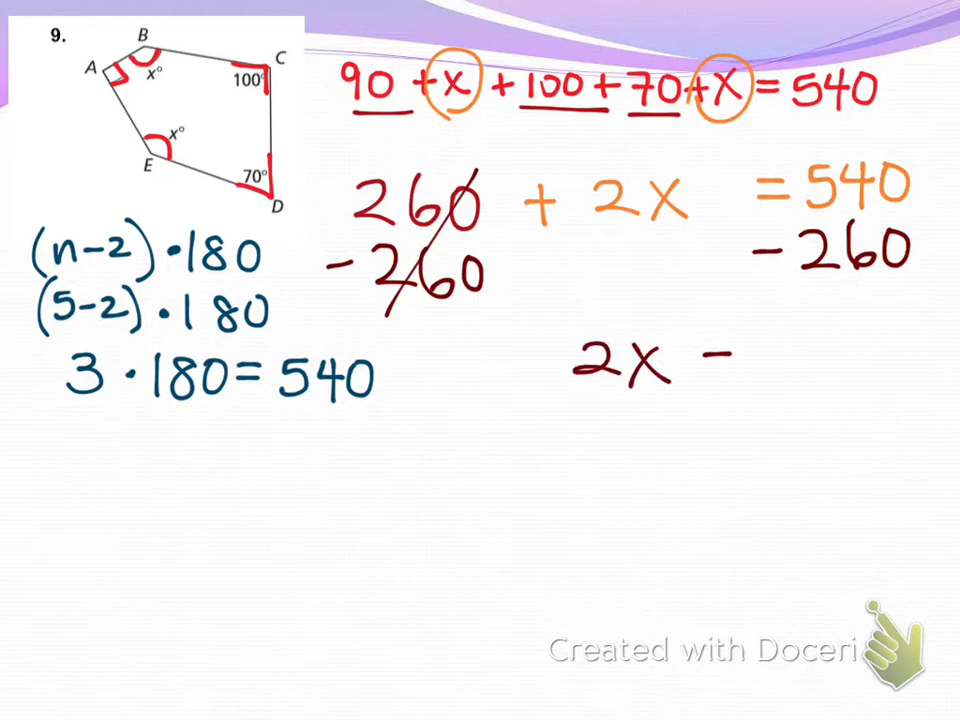 9.
B
A
x°
C
100°
x°
E
70°
D
90 + x + 100 + 70 + x = 540
260 + 2x = 540
- 260 - 260
2x -
(n-2) • 180
(5-2) • 180
3 • 180 = 540
Created with Doceri